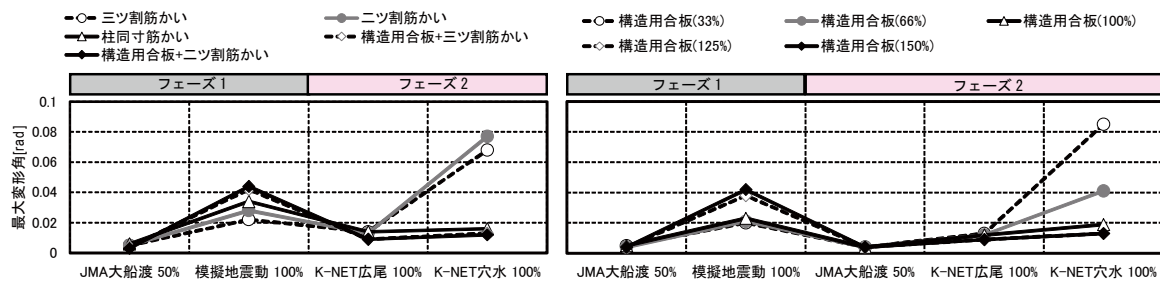 三ツ割筋かい 二ツ割筋かい
柱同寸筋かい 構造用合板+三ツ割筋かい
構造用合板+二ツ割筋かい
フェーズ1 フェーズ2
最大変形角[rad]
0.1
0.08
0.06
0.04
0.02
0
JMA大船渡 50% 模擬地震動 100% K-NET広尾 100% K-NET穴水 100%
構造用合板(33%) 構造用合板(66%) 構造用合板(100%)
構造用合板(125%) 構造用合板(150%)
フェーズ1 フェーズ2
JMA大船渡 50% 模擬地震動 100% JMA大船渡 50% K-NET広尾 100% K-NET穴水 100%